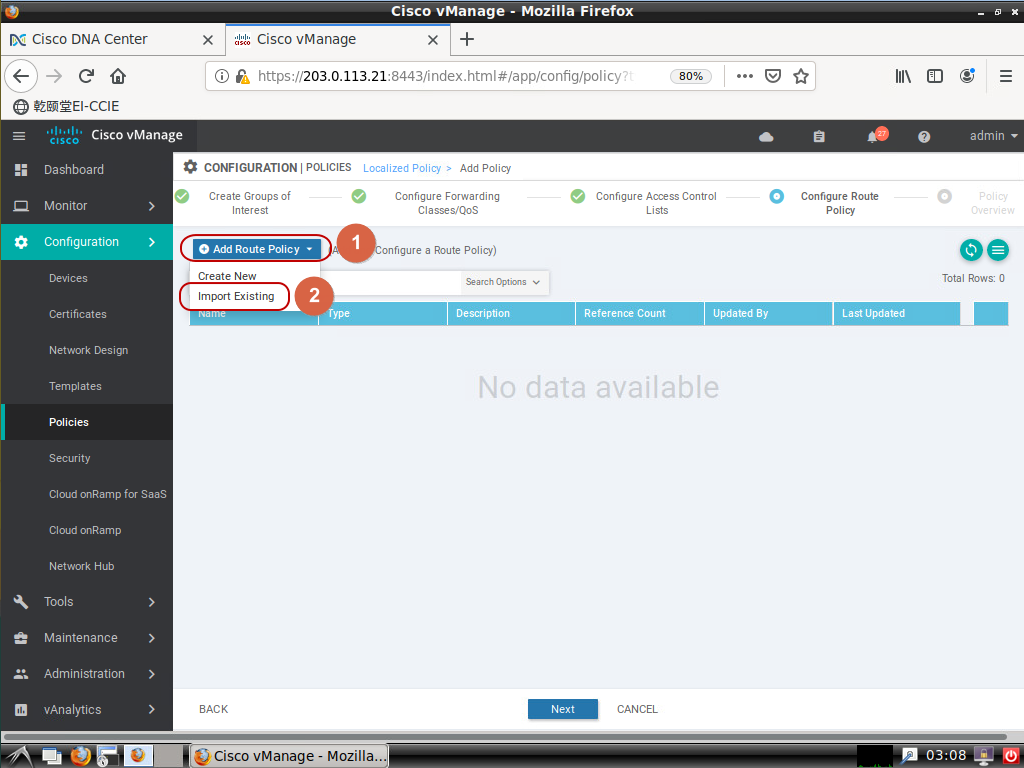 Cisco vManage - Mozilla Firefox
Cisco DNA Center
Cisco vManage
https://203.0.113.21:8443/index.html#/app/config/policy?
80%
乾颐堂EI-CCIE
cisco Cisco vManage
27
admin
Dashboard
Monitor
Configuration
Devices
Certificates
Network Design
Templates
Policies
Security
Cloud onRamp for SaaS
Cloud onRamp
Network Hub
Tools
Maintenance
Administration
vAnalytics
CONFIGURATION | POLICIES Localized Policy > Add Policy
Create Groups of Interest
Configure Forwarding Classes/QoS
Configure Access Control Lists
Configure Route Policy
Policy Overview
Add Route Policy
1
Configure a Route Policy)
Create New
Import Existing
2
Search Options
Total Rows: 0
Name Type Description Reference Count Updated By Last Updated
No data available
BACK Next CANCEL
Cisco vManage - Mozilla...
03:08